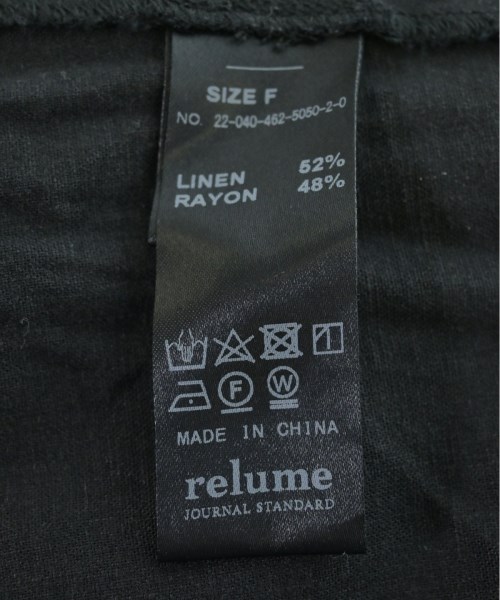 SIZE F
NO. 22-040-462-5050-2-0
LINEN 52%
RAYON 48%
F W
MADE IN CHINA
relume
JOURNAL STANDARD